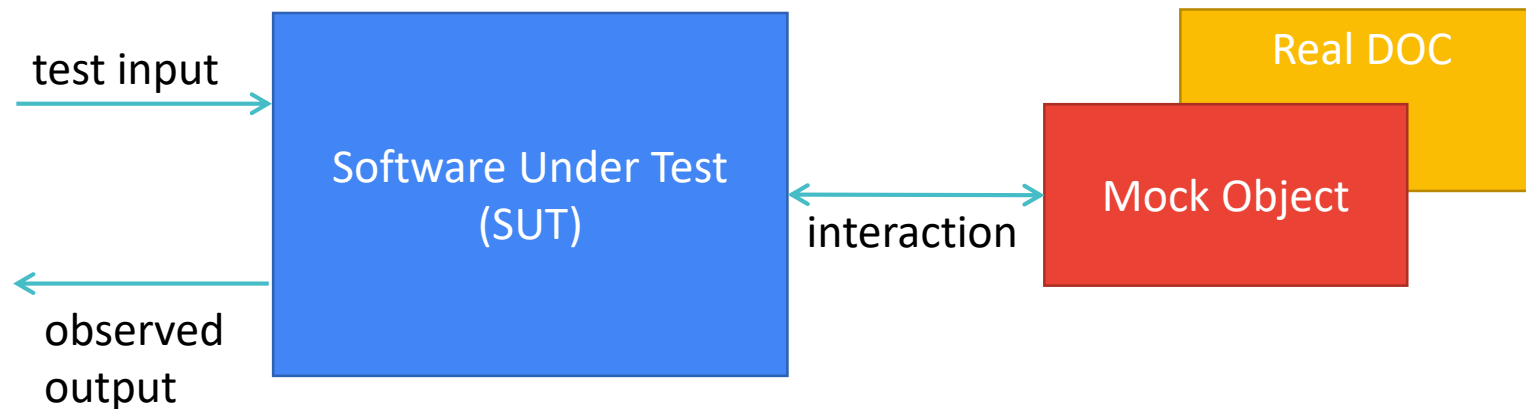 test input
Software Under Test
(SUT)
observed
output
interaction
Mock Object
Real DOC